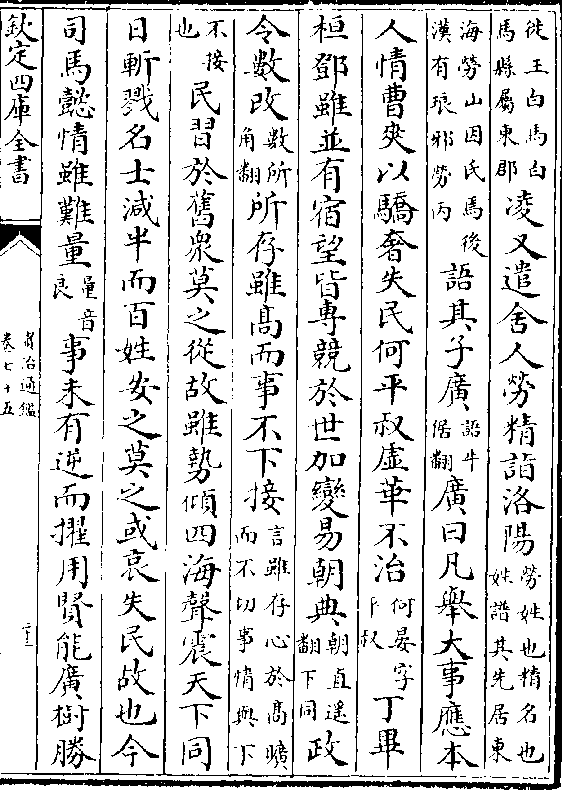 徙王白馬白馬縣屬東郡凌又遣舍人勞精詣洛陽勞姓也精名也姓譜其先居東
海勞山因氏焉後漢有琅邪勞丙語其子廣語牛倨翻廣曰凡舉大事應本
人情曹爽以驕奢失民何平叔虛華不治何晏字平叔丁畢
桓鄧雖並有宿望皆專競於世加變易朝典朝直遥翻下同政
令數改數所角翻所存雖髙而事不下接言雖存心於髙曠而不切事情與下
不接也民習於舊衆莫之從故雖勢傾四海聲震天下同
日斬戮名士減半而百姓安之莫之或哀失民故也今
司馬懿情雖難量量音良事未有逆而擢用賢能廣樹勝
欽定四庫全書
資治通鑑
卷七十五